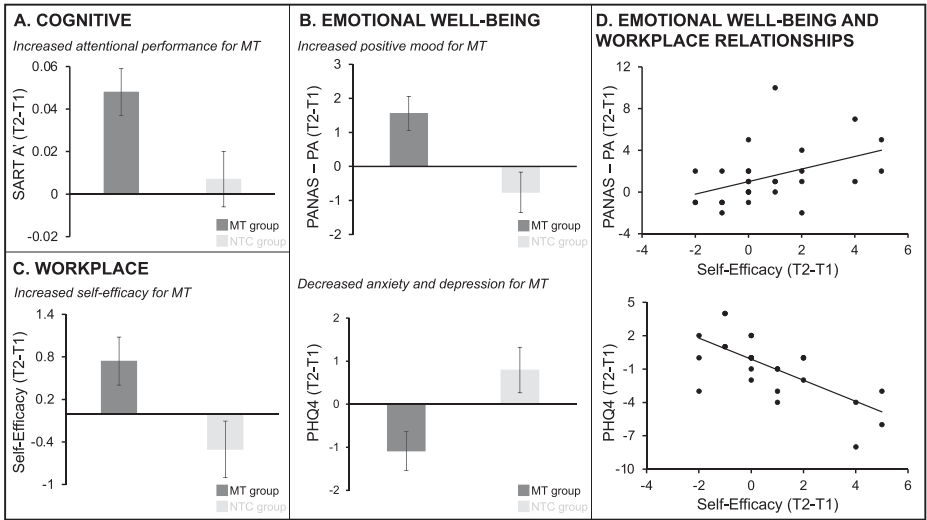 A. COGNITIVE
Increased attentional performance for MT
SART A' (T2-T1)
0.06
0.04
0.02
0
-0.02
MT group
NTC group
C. WORKPLACE
Increased self-efficacy for MT
Self-Efficacy (T2-T1)
1.4
0.8
0.2
-0.4
-1
MT group
NTC group
B. EMOTIONAL WELL-BEING
Increased positive mood for MT
PANAS – PA (T2-T1)
3
2
1
0
-1
-2
MT group
NTC group
Decreased anxiety and depression for MT
PHQ4 (T2-T1)
2
1
0
-1
-2
MT group
NTC group
D. EMOTIONAL WELL-BEING AND
WORKPLACE RELATIONSHIPS
PANAS – PA (T2-T1)
12
8
4
0
-4
-4 -2 0 2 4 6
Self-Efficacy (T2-T1)
PHQ4 (T2-T1)
5
2
-1
-4
-7
-10
-4 -2 0 2 4 6
Self-Efficacy (T2-T1)